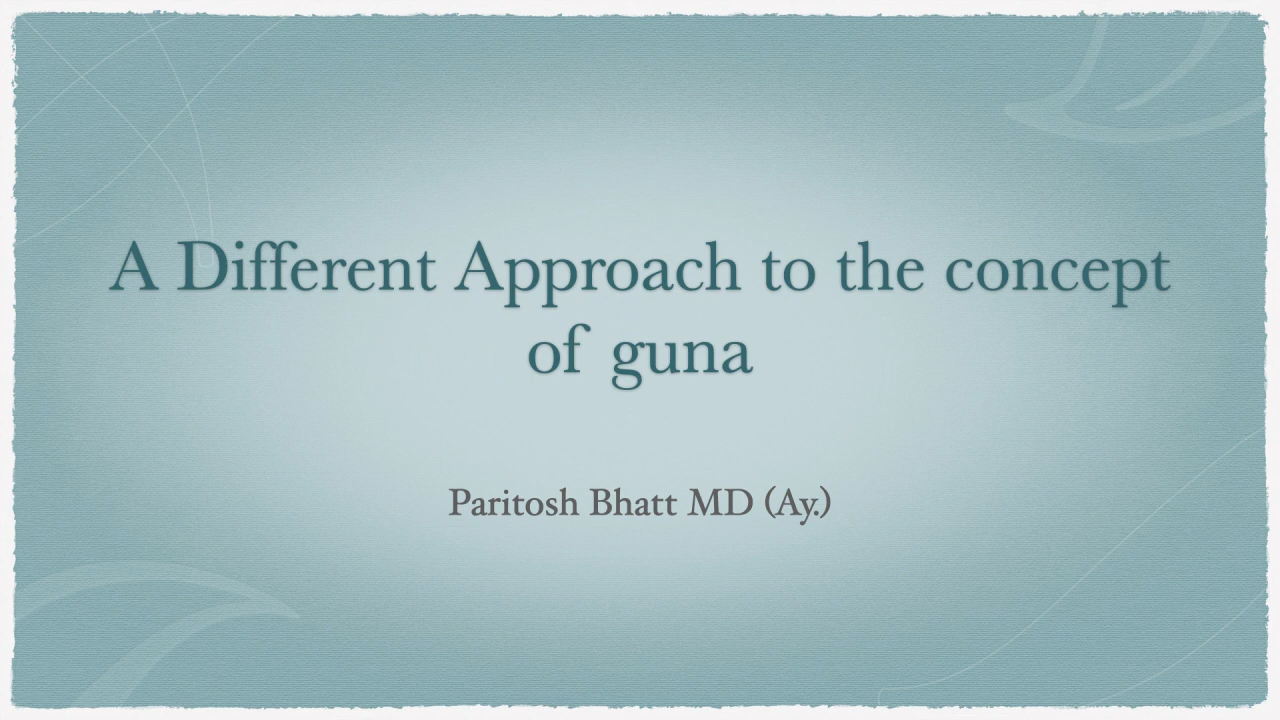 A Different Approach to the concept
of guna
Paritosh Bhatt MD (Ay.)